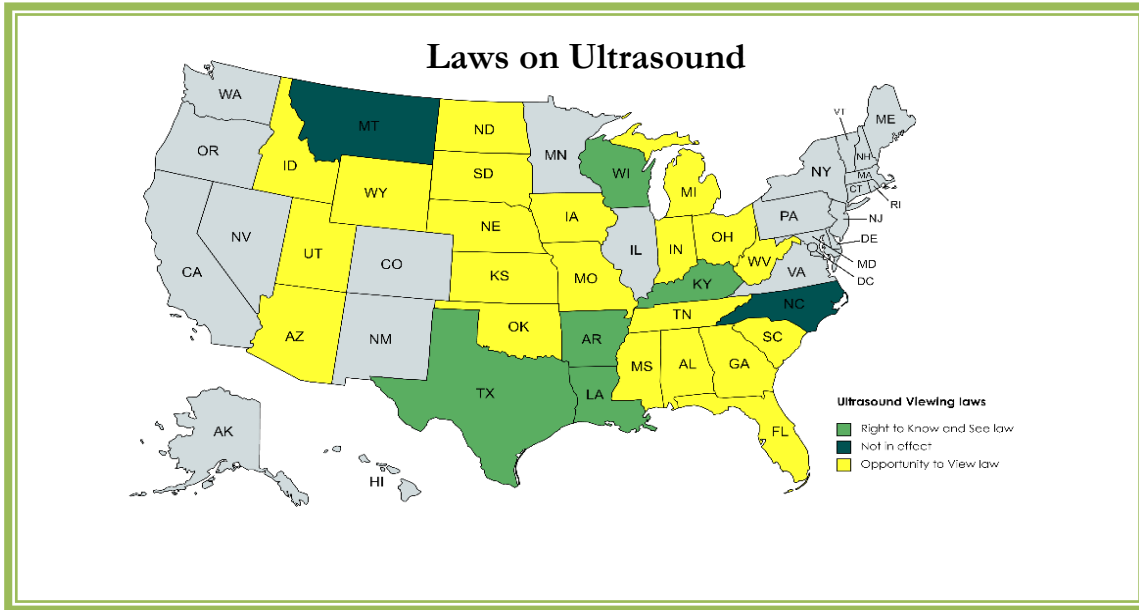 Laws on Ultrasound
WA
MT
ND
MN
VT
ME
OR
ID
SD
WI
NH
NY
MA
WY
MI
CT
RI
IA
PA
NJ
NE
NV
OH
IN
DE
UT
IL
WV
CO
MD
CA
KS
MO
VA
KY
DC
NC
TN
AZ
OK
NM
AR
SC
MS
AL
GA
TX
LA
Ultrasound Viewing laws
FL
Right to Know and See law
AK
Not in effect
Opportunity to View law
HI